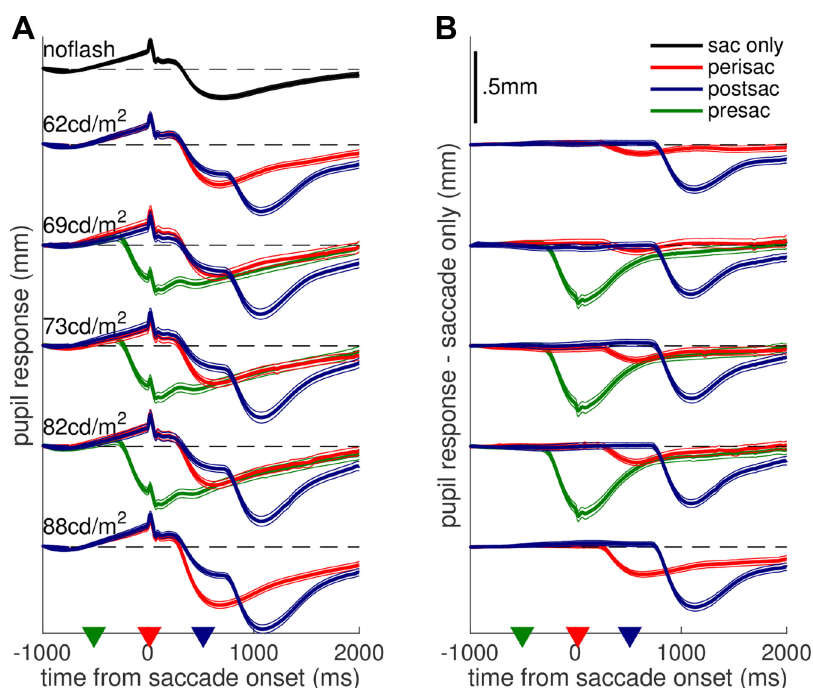 A
noflash
62cd/m²
69cd/m²
73cd/m²
82cd/m²
88cd/m²
pupil response (mm)
-1000 0 1000 2000
time from saccade onset (ms)
B
.5mm
sac only
perisac
postsac
presac
pupil response - saccade only (mm)
-1000 0 1000 2000
time from saccade onset (ms)